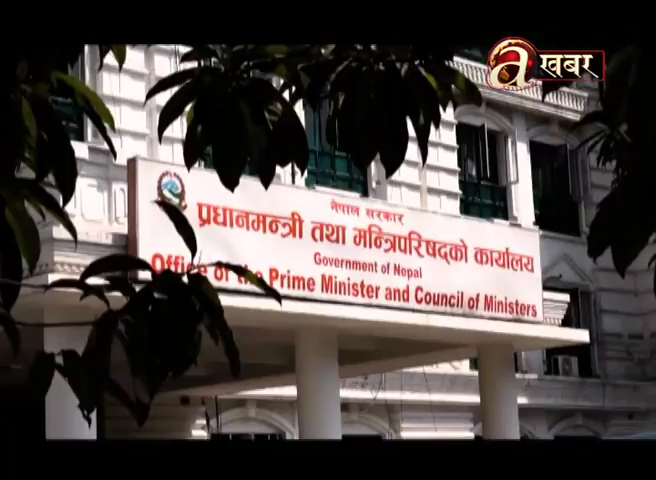 a खबर
नेपाल सरकार
प्रधानमन्त्री तथा मन्त्रिपरिषद्को कार्यालय
Government of Nepal
Office of the Prime Minister and Council of Ministers